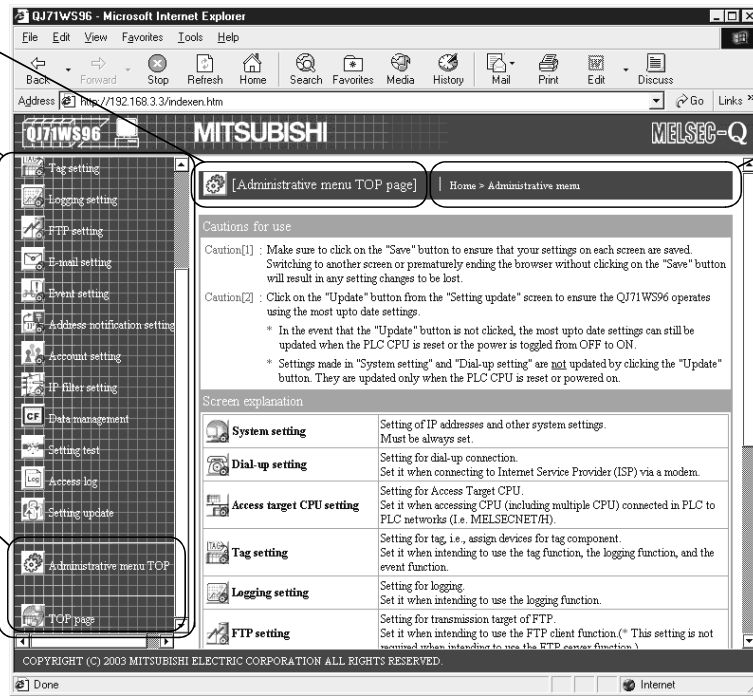 QJ71WS96 - Microsoft Internet Explorer
File Edit View Favorites Tools Help
Back Forward Stop Refresh Home Search Favorites Media History Mail Print Edit Discuss
Address http://192.168.3.3/indexen.htm Go Links »
QJ71WS96 MITSUBISHI MELSEC-Q
Tag setting
Logging setting
FTP setting
E-mail setting
Event setting
Address notification setting
Account setting
IP filter setting
CF Data management
Setting test
Log Access log
Setting update
Administrative menu TOP
TOP page
[Administrative menu TOP page] | Home > Administrative menu
Cautions for use
Caution[1] : Make sure to click on the "Save" button to ensure that your settings on each screen are saved.
Switching to another screen or prematurely ending the browser without clicking on the "Save" button
will result in any setting changes to be lost.
Caution[2] : Click on the "Update" button from the "Setting update" screen to ensure the QJ71WS96 operates
using the most upto date settings.
* In the event that the "Update" button is not clicked, the most upto date settings can still be
updated when the PLC CPU is reset or the power is toggled from OFF to ON.
* Settings made in "System setting" and "Dial-up setting" are not updated by clicking the "Update"
button. They are updated only when the PLC CPU is reset or powered on.
Screen explanation
System setting
Setting of IP addresses and other system settings.
Must be always set.
Dial-up setting
Setting for dial-up connection.
Set it when connecting to Internet Service Provider (ISP) via a modem.
Access target CPU setting
Setting for Access Target CPU.
Set it when accessing CPU (including multiple CPU) connected in PLC to
PLC networks (I.e. MELSECNET/H).
TAG Tag setting
Setting for tag, i.e., assign devices for tag component.
Set it when intending to use the tag function, the logging function, and the
event function.
Logging setting
Setting for logging.
Set it when intending to use the logging function.
FTP setting
Setting for transmission target of FTP.
Set it when intending to use the FTP client function.(* This setting is not
required when intending to use the FTP server function.)
COPYRIGHT (C) 2003 MITSUBISHI ELECTRIC CORPORATION ALL RIGHTS RESERVED.
Done Internet